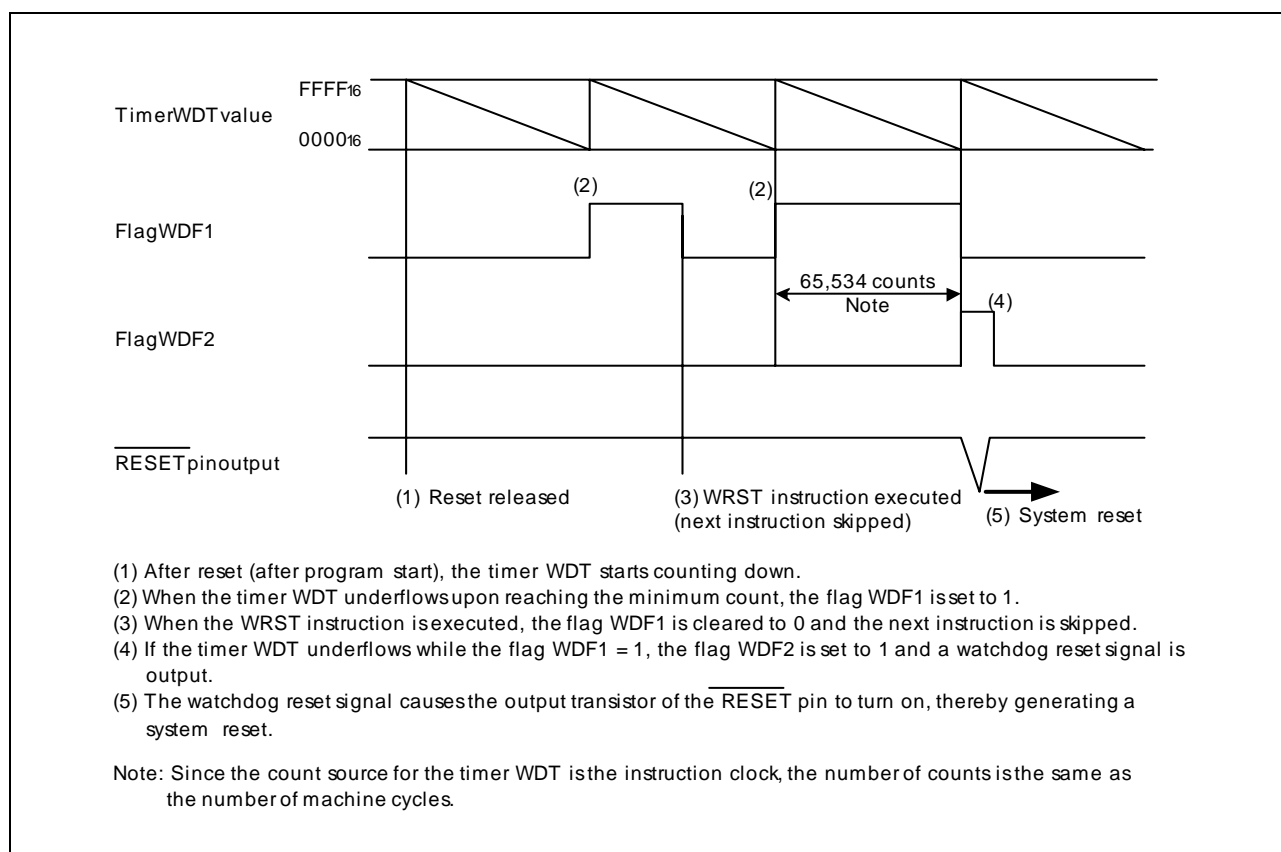 FFFF16
TimerWDTvalue
000016
(2)
(2)
FlagWDF1
65,534 counts
Note
(4)
FlagWDF2
RESETpinoutput
(1) Reset released
(3) WRST instruction executed
(next instruction skipped)
(5) System reset
(1) After reset (after program start), the timer WDT starts counting down.
(2) When the timer WDT underflows upon reaching the minimum count, the flag WDF1 is set to 1.
(3) When the WRST instruction is executed, the flag WDF1 is cleared to 0 and the next instruction is skipped.
(4) If the timer WDT underflows while the flag WDF1 = 1, the flag WDF2 is set to 1 and a watchdog reset signal is
output.
(5) The watchdog reset signal causes the output transistor of the RESET pin to turn on, thereby generating a
system reset.
Note: Since the count source for the timer WDT is the instruction clock, the number of counts is the same as
the number of machine cycles.